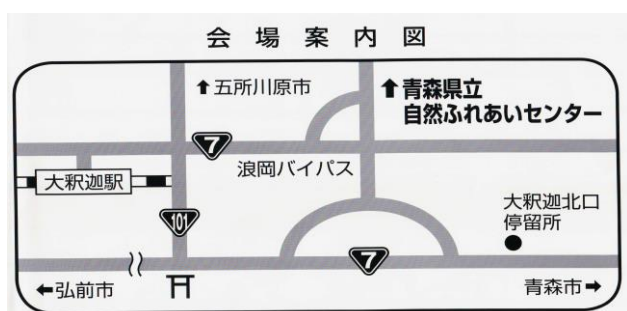 会場案内図
↑五所川原市
↑青森県立
自然ふれあいセンター
7
浪岡バイパス
大釈迦駅
101
大釈迦北口
停留所
7
←弘前市
青森市→